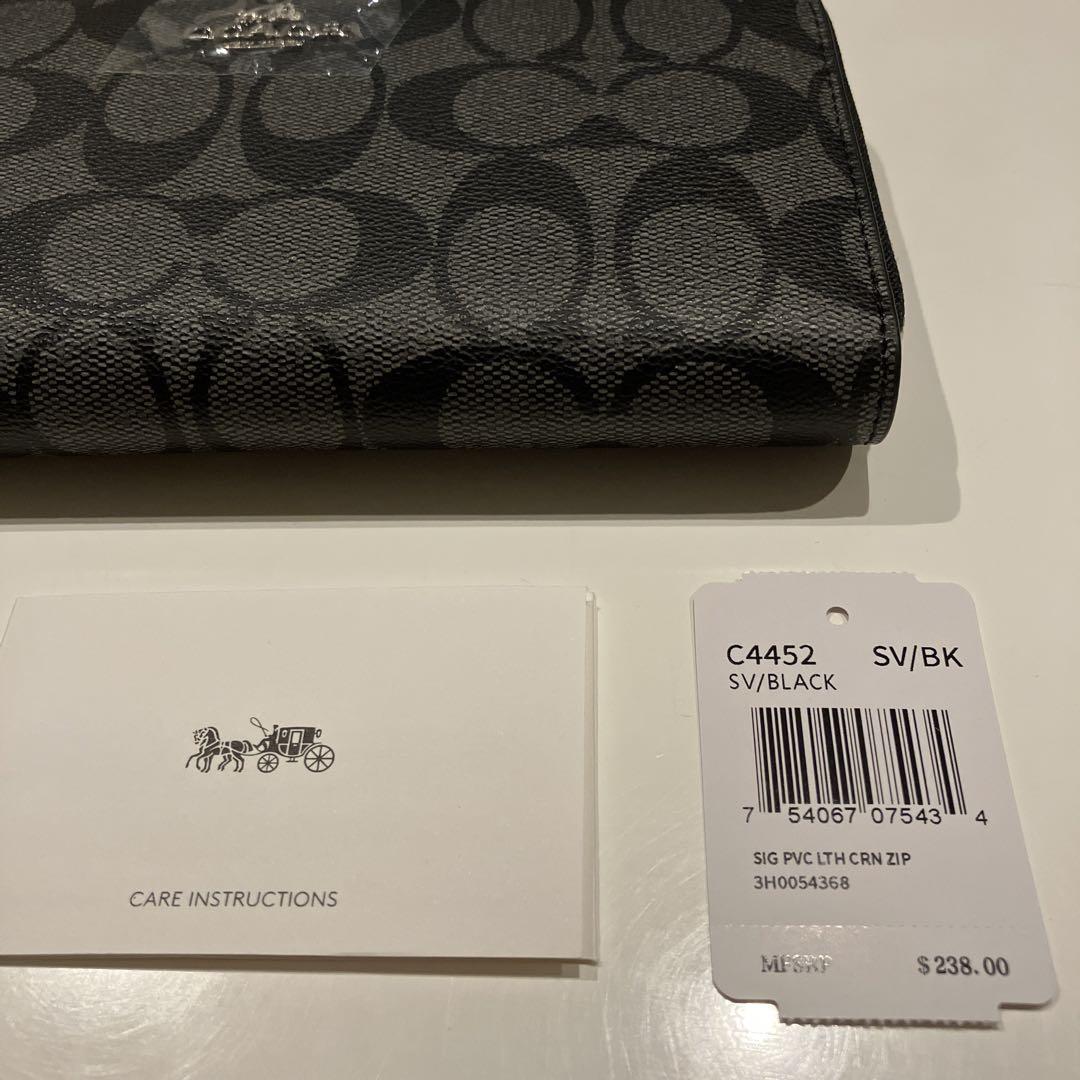 CARE INSTRUCTIONS
C4452 SV/BK
SV/BLACK
7 54067 07543 4
SIG PVC LTH CRN ZIP
3H0054368
$238.00